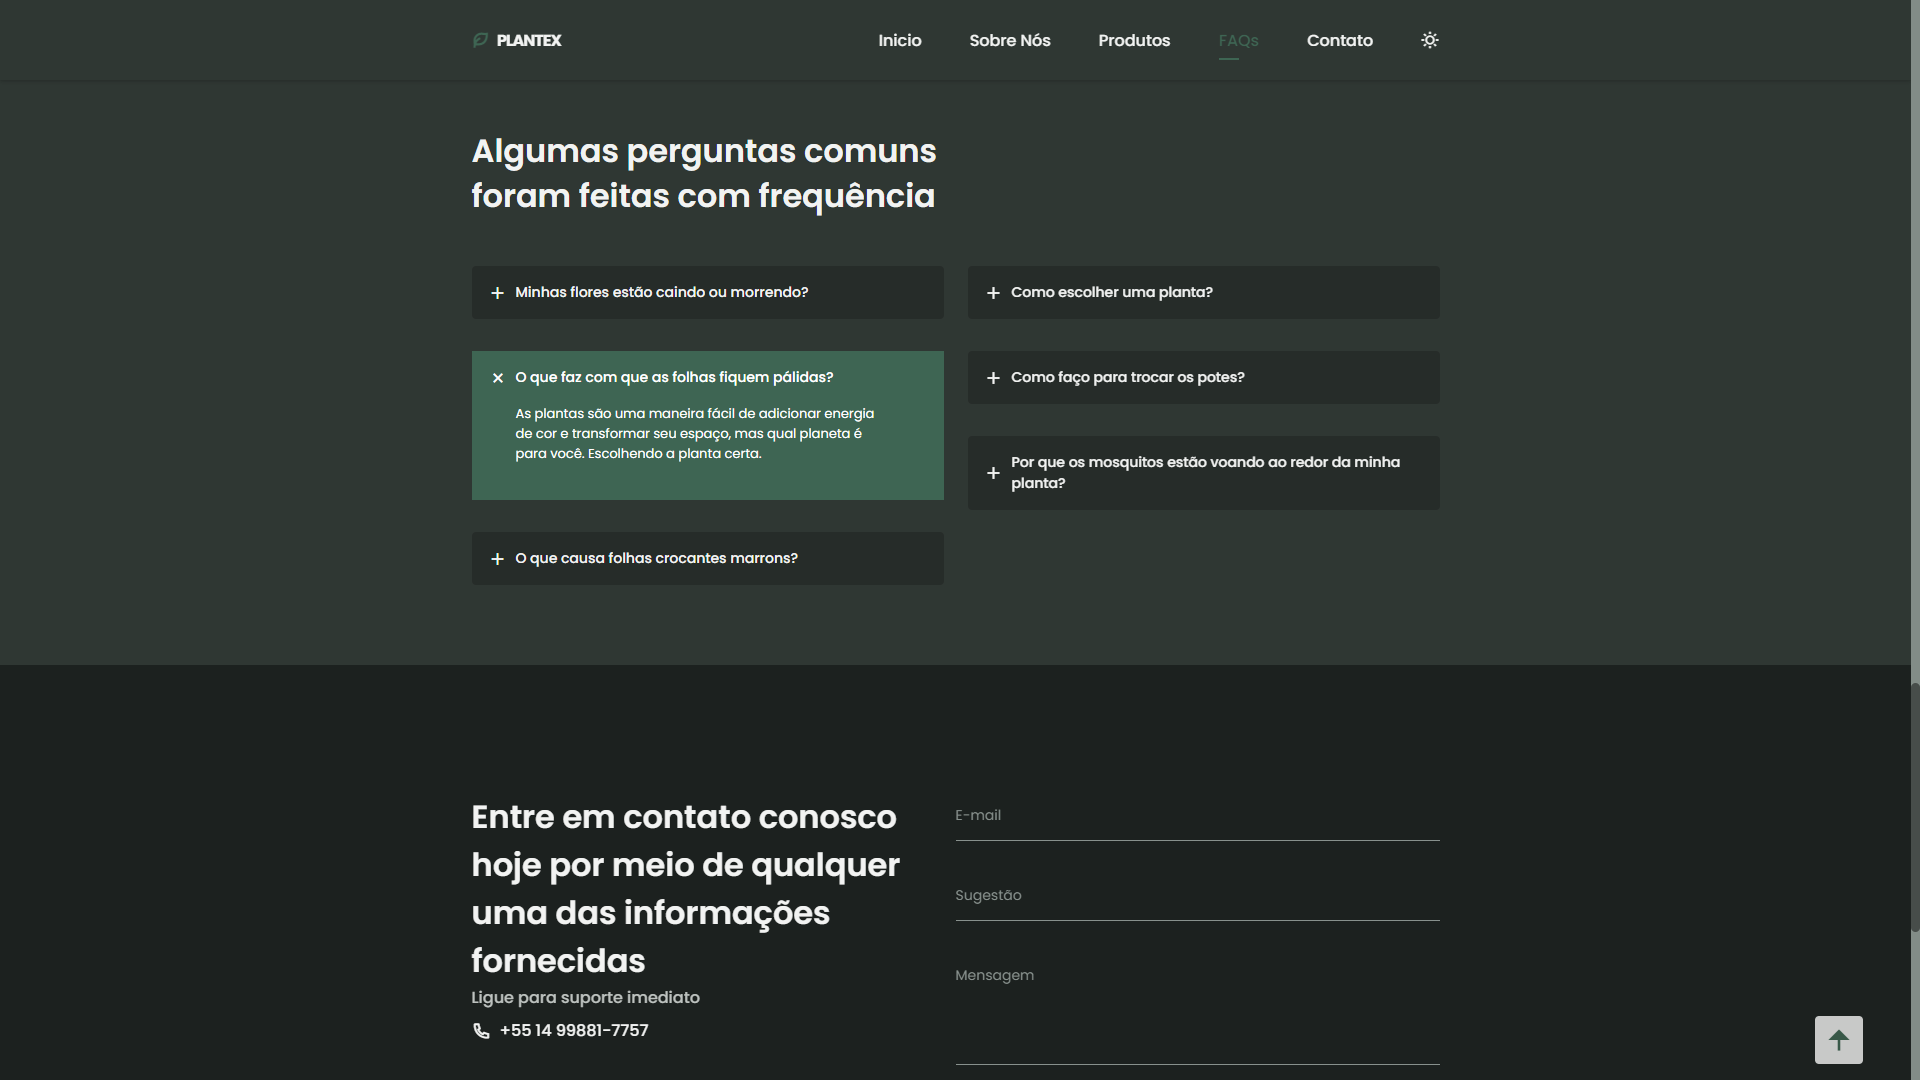 PLANTEX
Inicio
Sobre Nós
Produtos
FAQs
Contato
Algumas perguntas comuns
foram feitas com frequência
Minhas flores estão caindo ou morrendo?
O que faz com que as folhas fiquem pálidas?
As plantas são uma maneira fácil de adicionar energia
de cor e transformar seu espaço, mas qual planeta é
para você. Escolhendo a planta certa.
O que causa folhas crocantes marrons?
Como escolher uma planta?
Como faço para trocar os potes?
Por que os mosquitos estão voando ao redor da minha
planta?
Entre em contato conosco
hoje por meio de qualquer
uma das informações
fornecidas
Ligue para suporte imediato
+55 14 99881-7757
E-mail
Sugestão
Mensagem